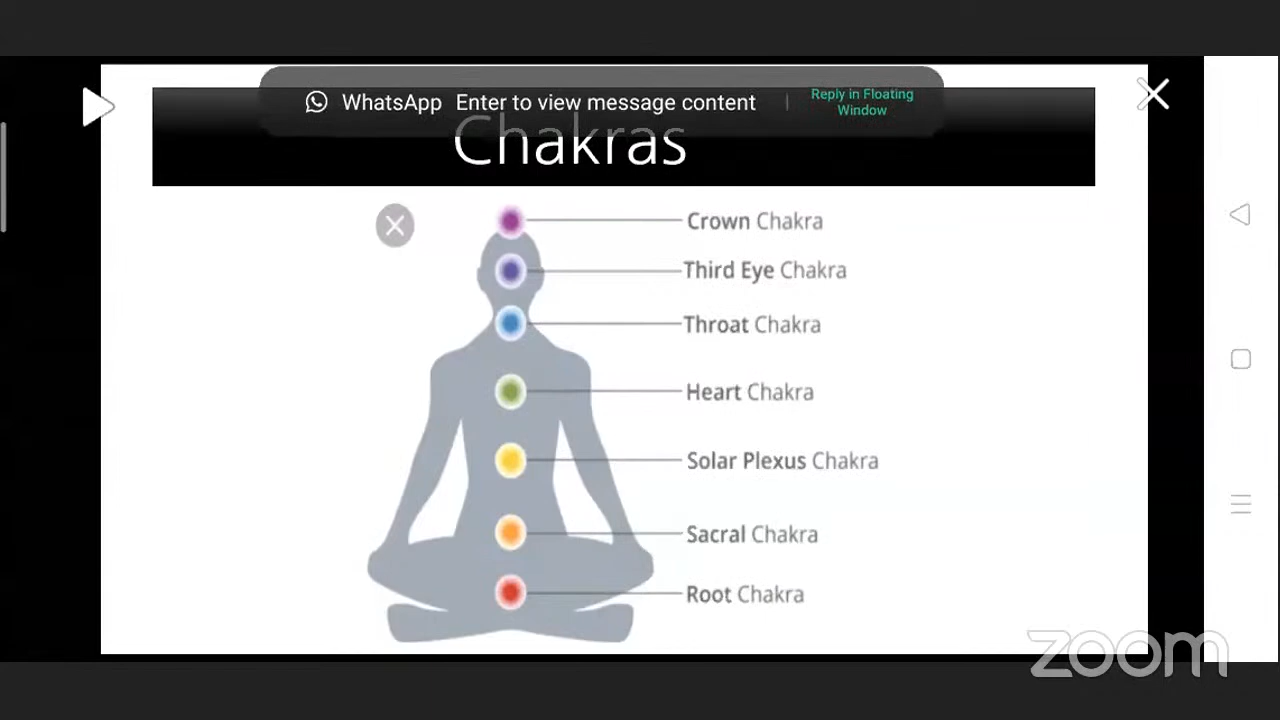 WhatsApp Enter to view message content
Reply in Floating
Window
Chakras
Crown Chakra
Third Eye Chakra
Throat Chakra
Heart Chakra
Solar Plexus Chakra
Sacral Chakra
Root Chakra
zoom